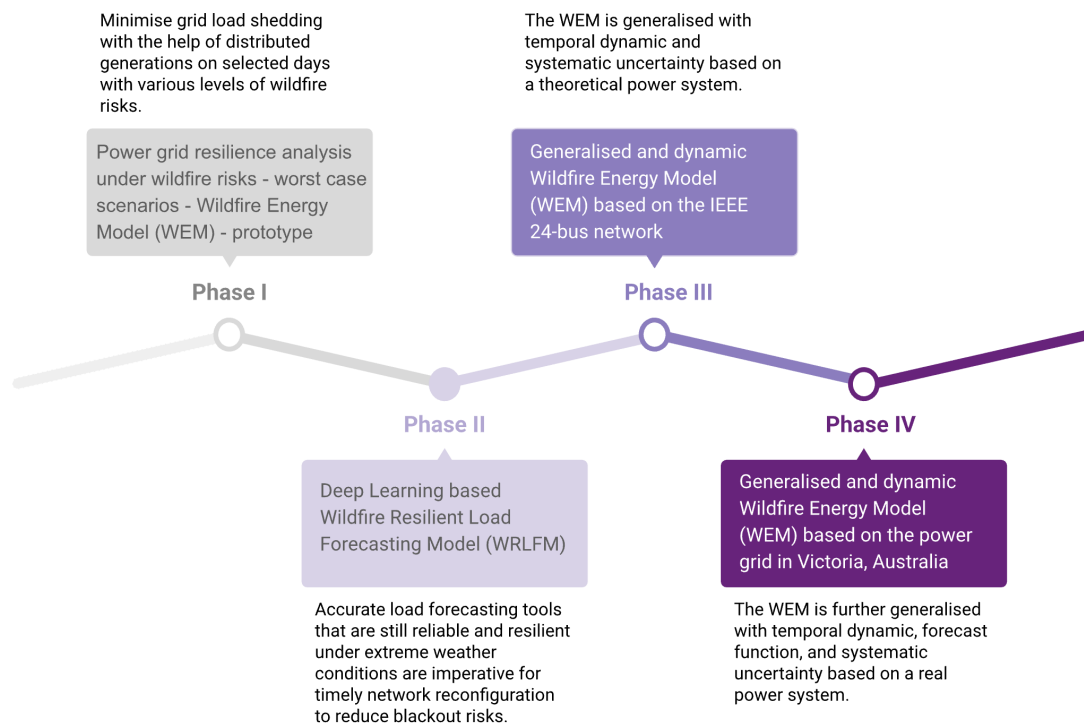 Minimise grid load shedding
with the help of distributed
generations on selected days
with various levels of wildfire
risks.
Power grid resilience analysis
under wildfire risks - worst case
scenarios - Wildfire Energy
Model (WEM) - prototype
Phase I
Phase II
Deep Learning based
Wildfire Resilient Load
Forecasting Model (WRLFM)
Accurate load forecasting tools
that are still reliable and resilient
under extreme weather
conditions are imperative for
timely network reconfiguration
to reduce blackout risks.
The WEM is generalised with
temporal dynamic and
systematic uncertainty based on
a theoretical power system.
Generalised and dynamic
Wildfire Energy Model
(WEM) based on the IEEE
24-bus network
Phase III
Phase IV
Generalised and dynamic
Wildfire Energy Model
(WEM) based on the power
grid in Victoria, Australia
The WEM is further generalised
with temporal dynamic, forecast
function, and systematic
uncertainty based on a real
power system.